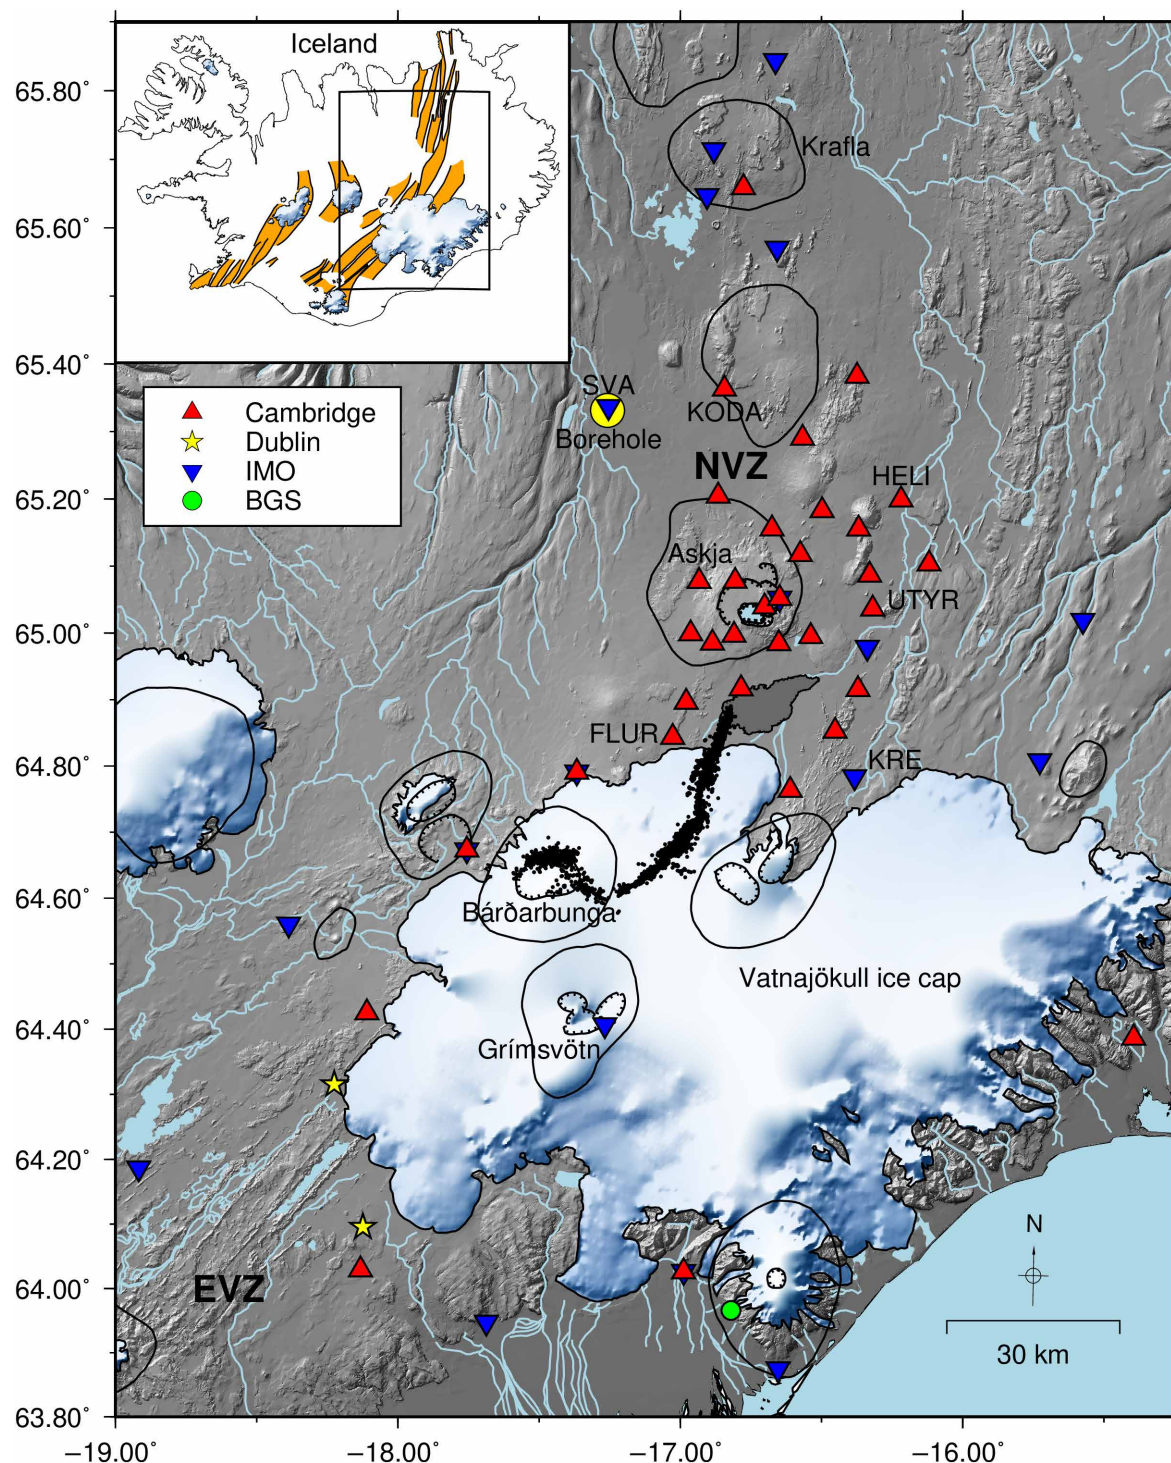 Iceland
65.80°
Krafla
65.60°
65.40°
SVA
KODA
Borehole
Cambridge
Dublin
IMO
BGS
NVZ
HELI
65.20°
Askja
UTYR
65.00°
FLUR
KRE
64.80°
64.60°
Bárðarbunga
Vatnajökull ice cap
64.40°
Grímsvötn
64.20°
N
64.00°
EVZ
30 km
63.80°
−19.00°
−18.00°
−17.00°
−16.00°